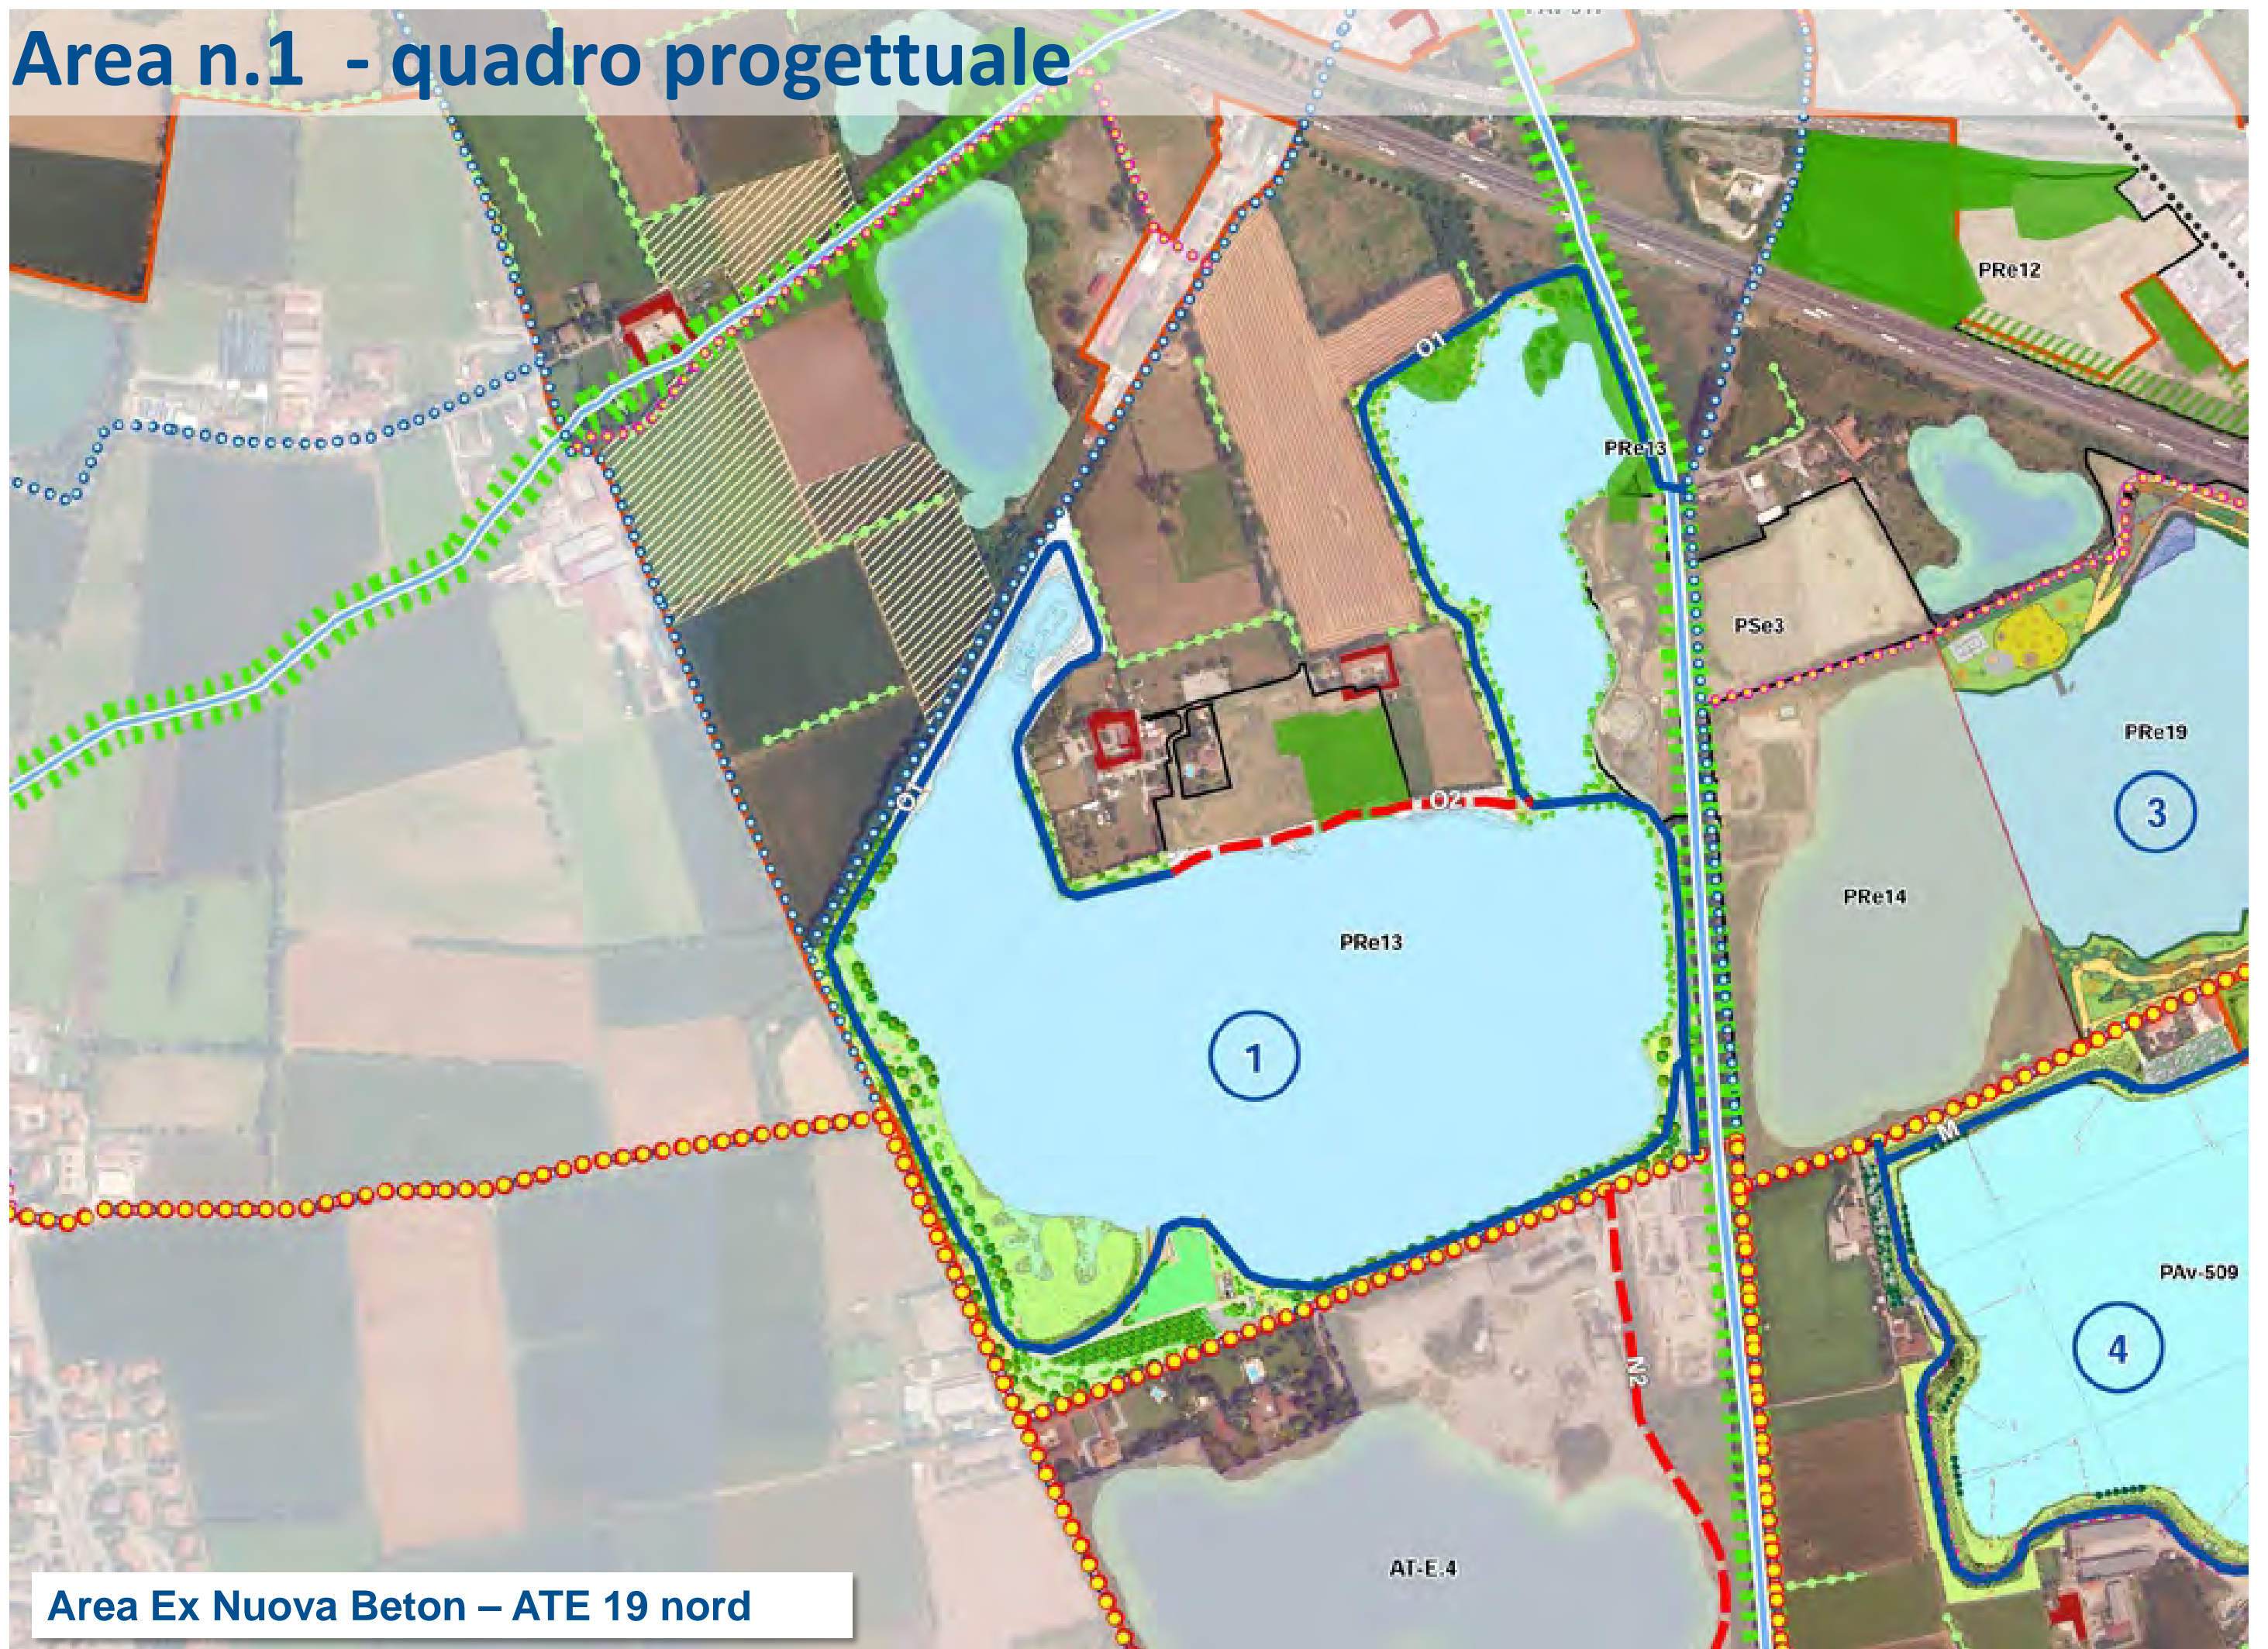 Area n.1 - quadro progettuale
PRe12
O1
PRe13
PSe3
PRe19
3
O1
O2
PRe14
PRe13
1
M
PAv-509
4
N2
AT-E.4
Area Ex Nuova Beton – ATE 19 nord